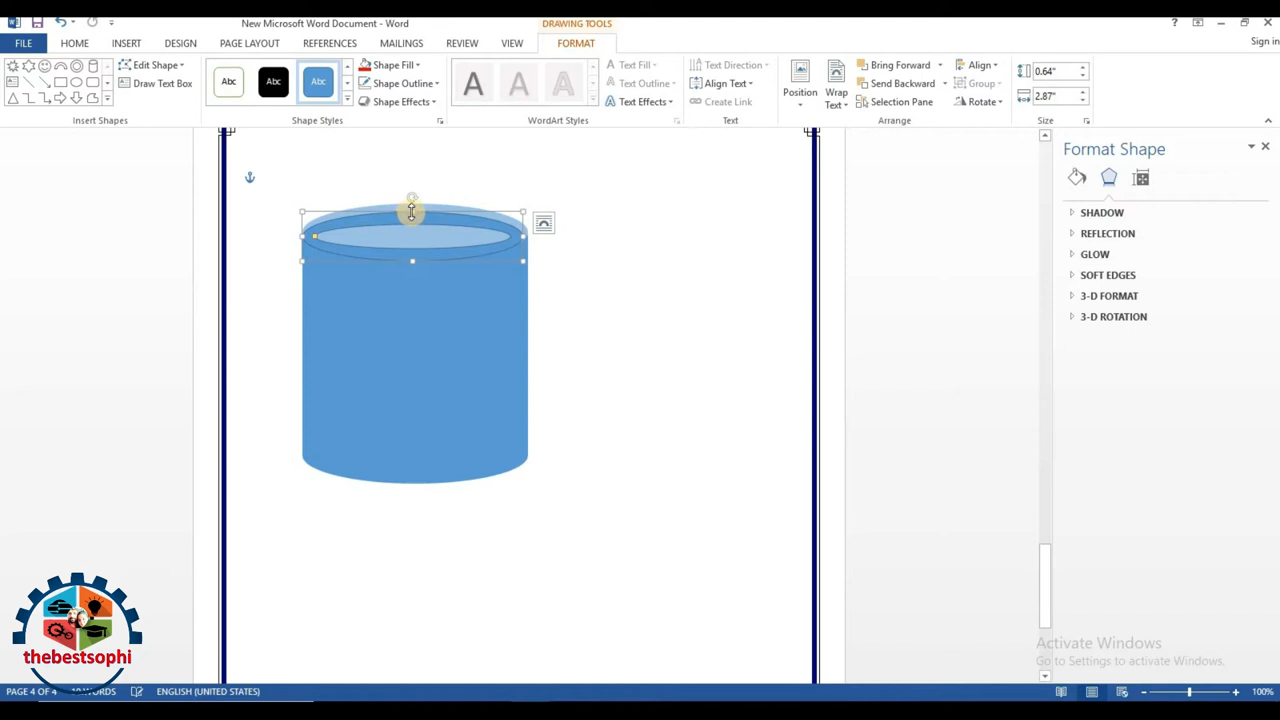 New Microsoft Word Document - Word
DRAWING TOOLS
FILE HOME INSERT DESIGN PAGE LAYOUT REFERENCES MAILINGS REVIEW VIEW FORMAT Sign in
Edit Shape
Draw Text Box
Insert Shapes
Abc Abc Abc
Shape Fill
Shape Outline
Shape Effects
Shape Styles
A A A
Text Fill
Text Outline
Text Effects
WordArt Styles
Text Direction
Align Text
Create Link
Text
Position
Wrap
Text
Bring Forward
Send Backward
Selection Pane
Align
Group
Rotate
Arrange
0.64"
2.87"
Size
Format Shape
SHADOW
REFLECTION
GLOW
SOFT EDGES
3-D FORMAT
3-D ROTATION
Activate Windows
Go to Settings to activate Windows.
thebestsophi
PAGE 4 OF 4 WORDS ENGLISH (UNITED STATES) 100%